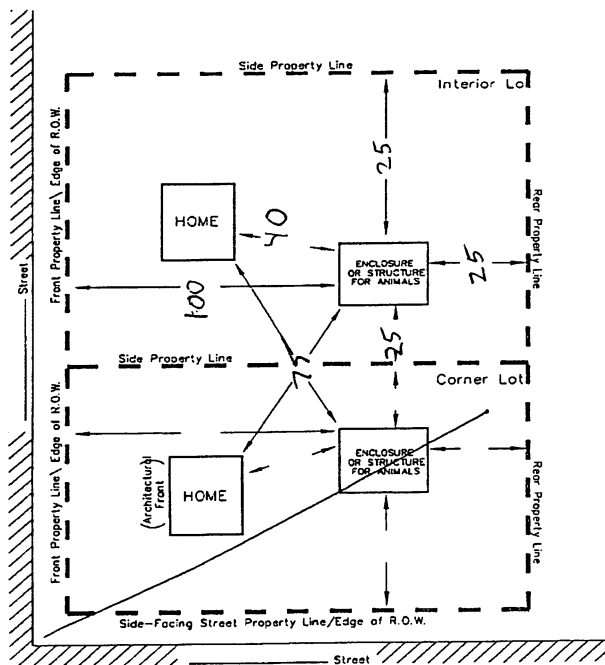 Side Property Line
Interior Lo
Front Property Line\ Edge of R.O.W.
Street
25
HOME
40
ENCLOSURE
OR STRUCTURE
FOR ANIMALS
25
Rear Property Line
100
75
25
Side Property Line
Corner Lot
Front Property Line\ Edge of R.O.W.
(Architectural
Front)
HOME
ENCLOSURE
OR STRUCTURE
FOR ANIMALS
Rear Property Line
Side-Facing Street Property Line/Edge of R.O.W.
Street